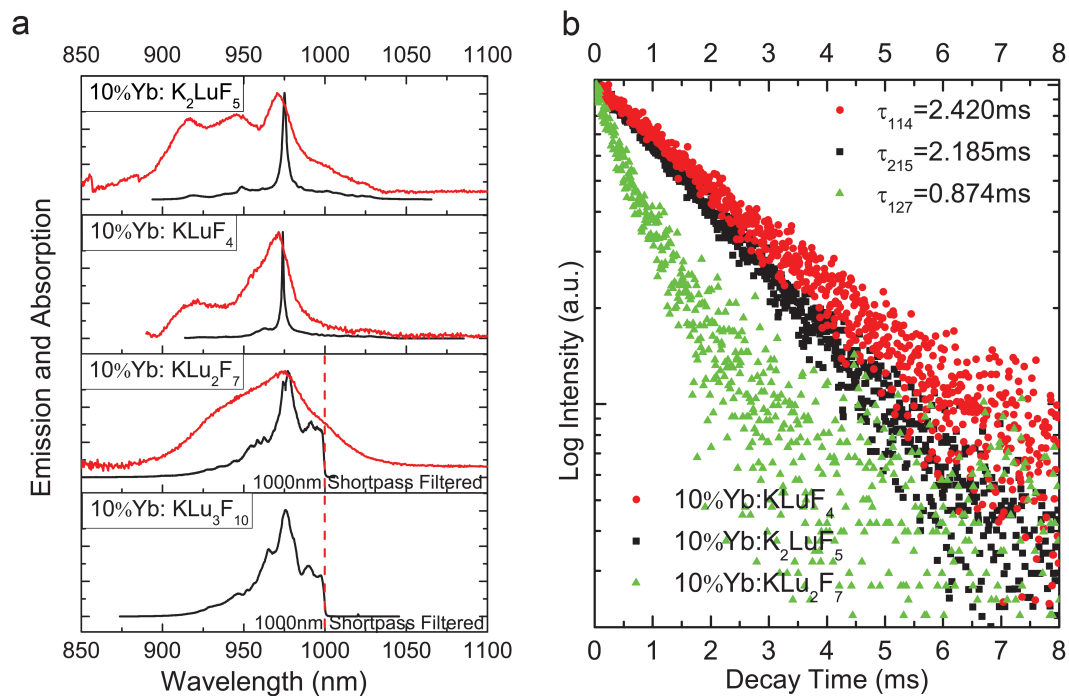 a
850 900 950 1000 1050 1100
10%Yb: K₂LuF₅
10%Yb: KLuF₄
10%Yb: KLu₂F₇
1000nm Shortpass Filtered
10%Yb: KLu₃F₁₀
1000nm Shortpass Filtered
850 900 950 1000 1050 1100
Wavelength (nm)
Emission and Absorption
b
0 1 2 3 4 5 6 7 8
τ₁₁₄=2.420ms
τ₂₁₅=2.185ms
τ₁₂₇=0.874ms
10%Yb:KLuF₄
10%Yb:K₂LuF₅
10%Yb:KLu₂F₇
0 1 2 3 4 5 6 7 8
Decay Time (ms)
Log Intensity (a.u.)